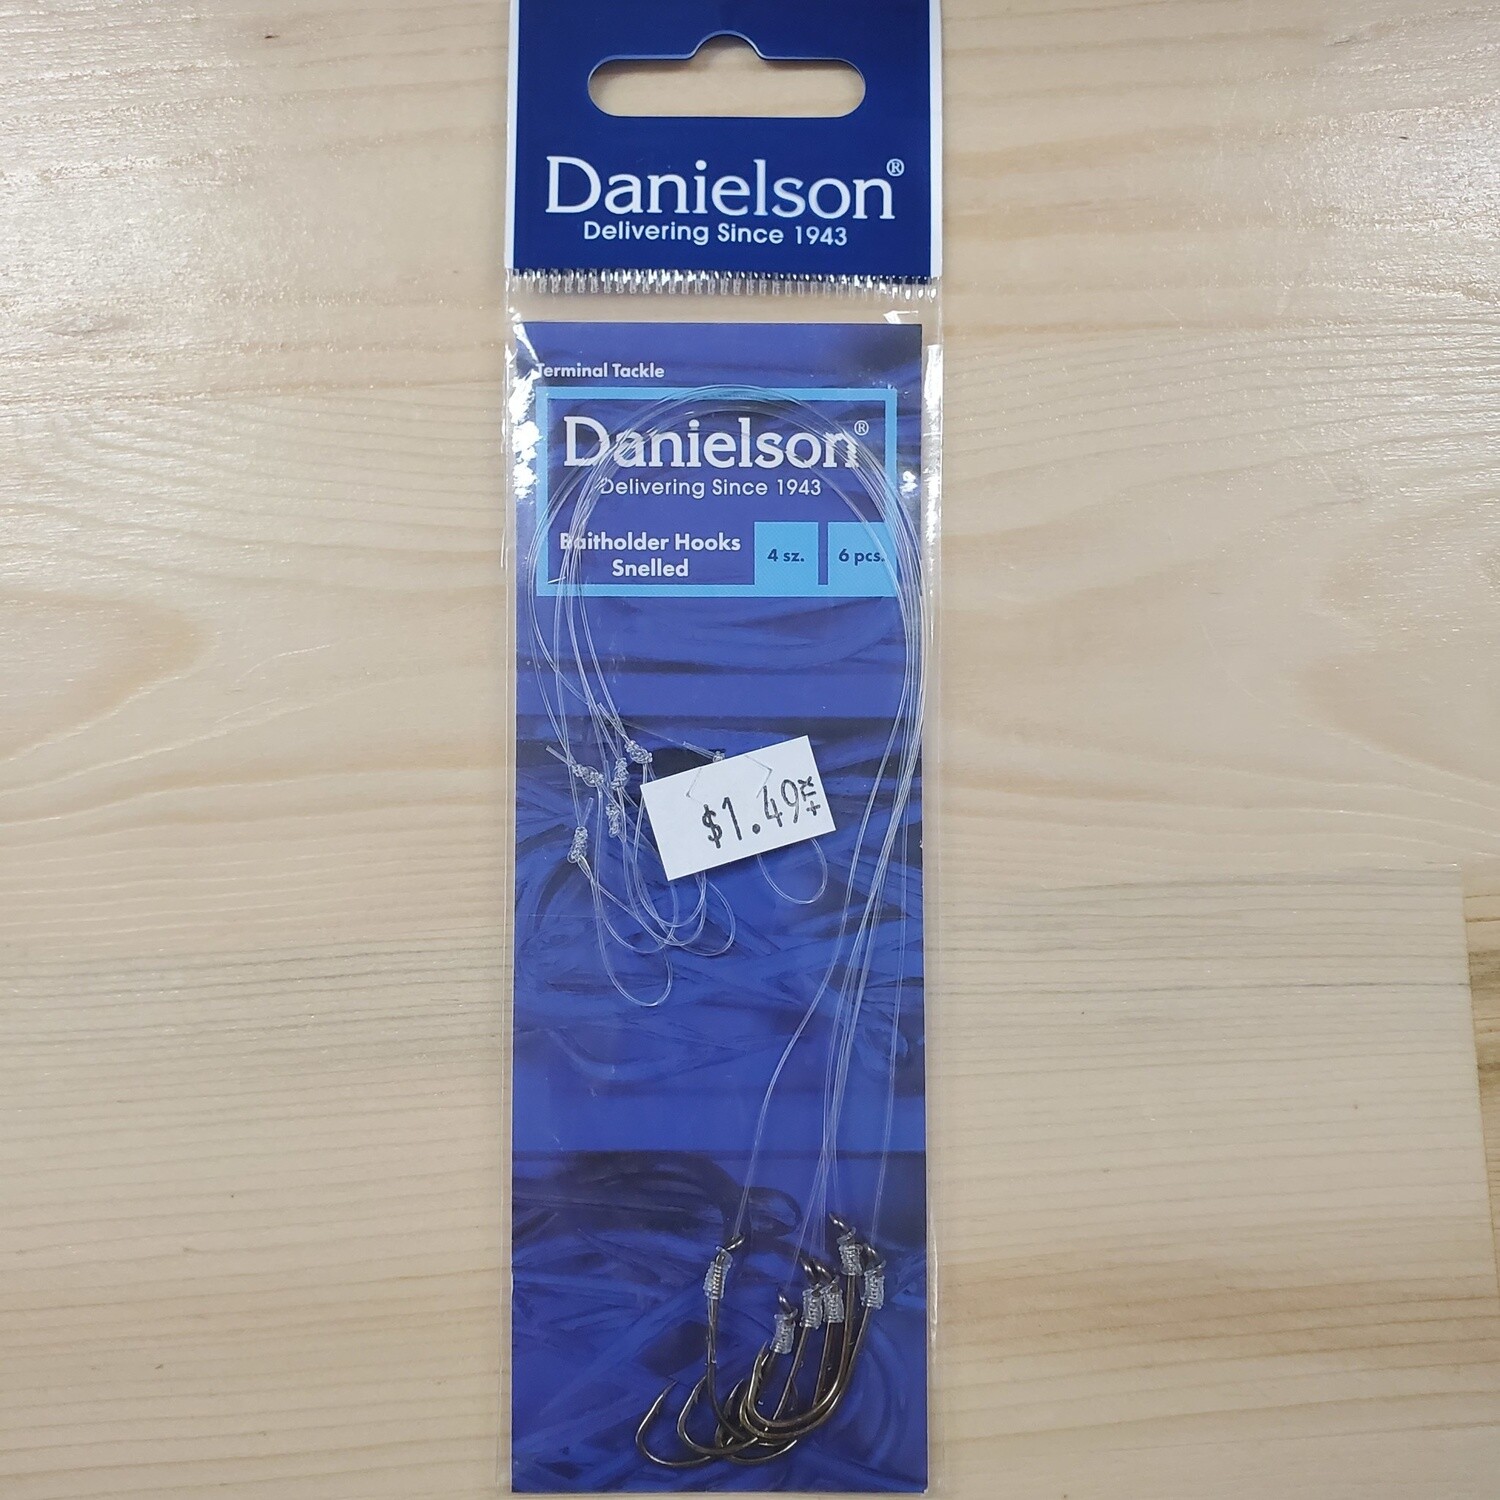 Danielson®
Delivering Since 1943
Terminal Tackle
Danielson®
Delivering Since 1943
Baitholder Hooks
Snelled
4 sz.
6 pcs.
$1.49